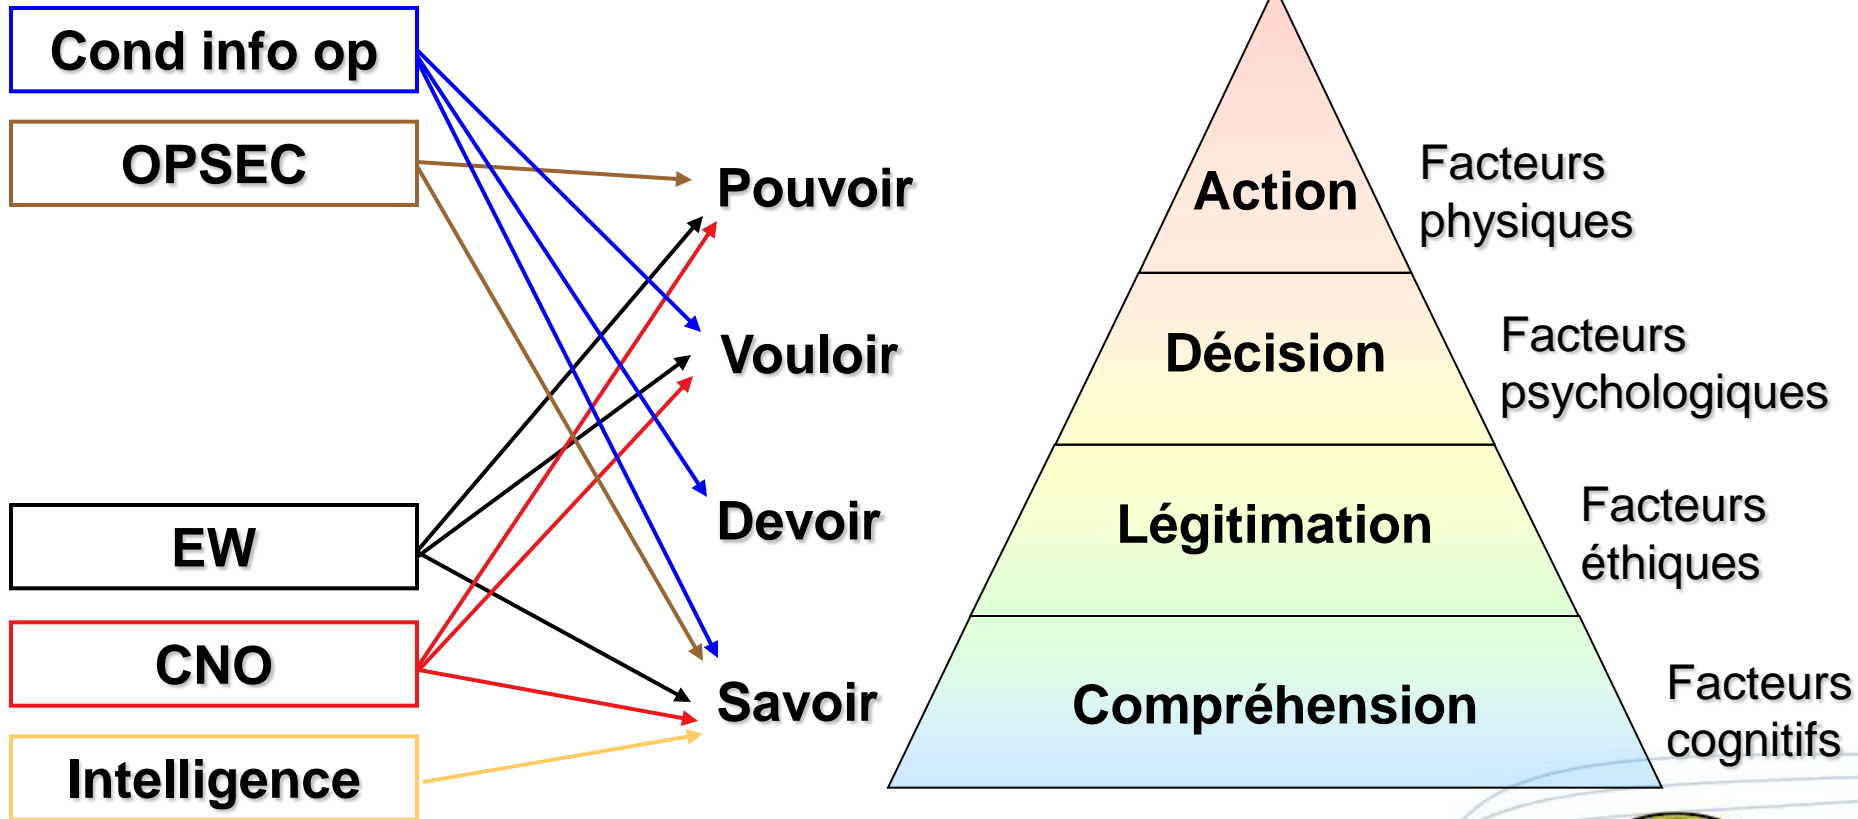 Cond info op
OPSEC
EW
CNO
Intelligence
Pouvoir
Vouloir
Devoir
Savoir
Action
Décision
Légitimation
Compréhension
Facteurs
physiques
Facteurs
psychologiques
Facteurs
éthiques
Facteurs
cognitifs